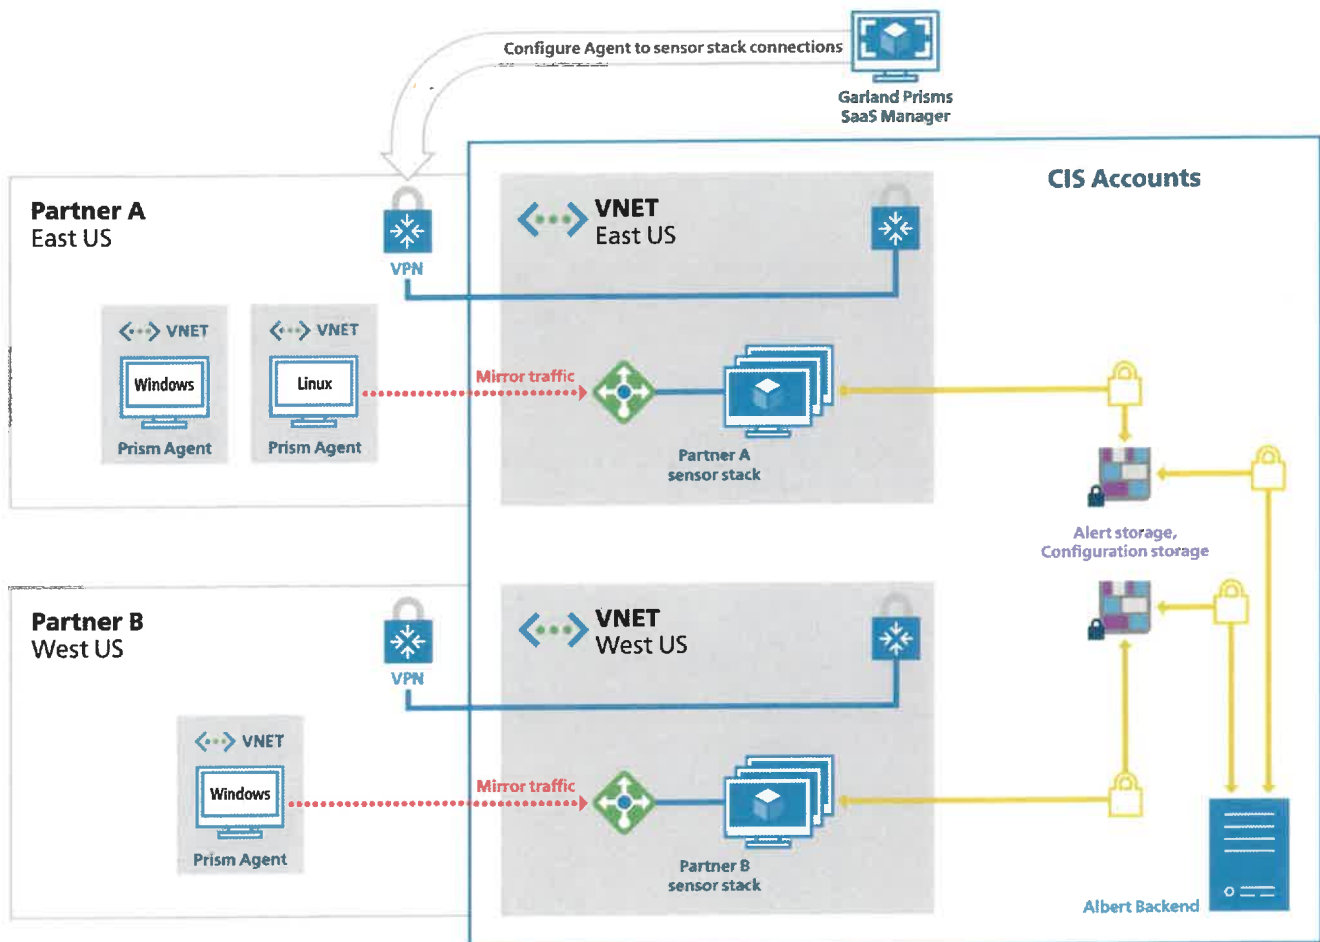 Configure Agent to sensor stack connections
Garland Prisms
SaaS Manager
CIS Accounts
Partner A
East US
VPN
VNET
East US
VNET
Windows
Prism Agent
VNET
Linux
Prism Agent
Mirror traffic
Partner A
sensor stack
Alert storage,
Configuration storage
Partner B
West US
VPN
VNET
West US
VNET
Windows
Prism Agent
Mirror traffic
Partner B
sensor stack
Albert Backend